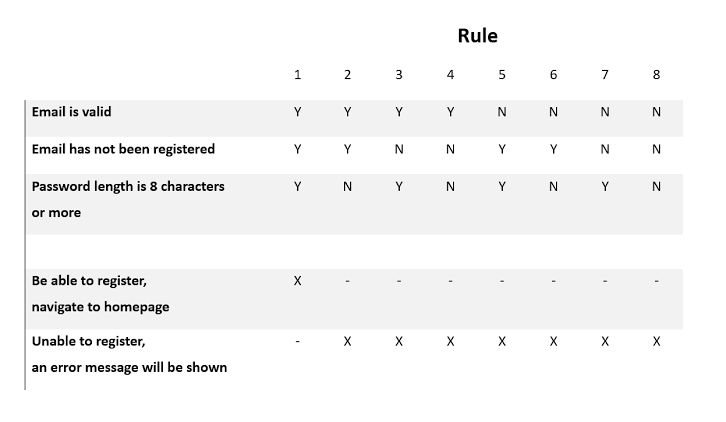 Rule
1 2 3 4 5 6 7 8
Email is valid Y Y Y Y N N N N
Email has not been registered Y Y N N Y Y N N
Password length is 8 characters Y N Y N Y N Y N
or more
Be able to register, X - - - - - - -
navigate to homepage
Unable to register, - X X X X X X X
an error message will be shown